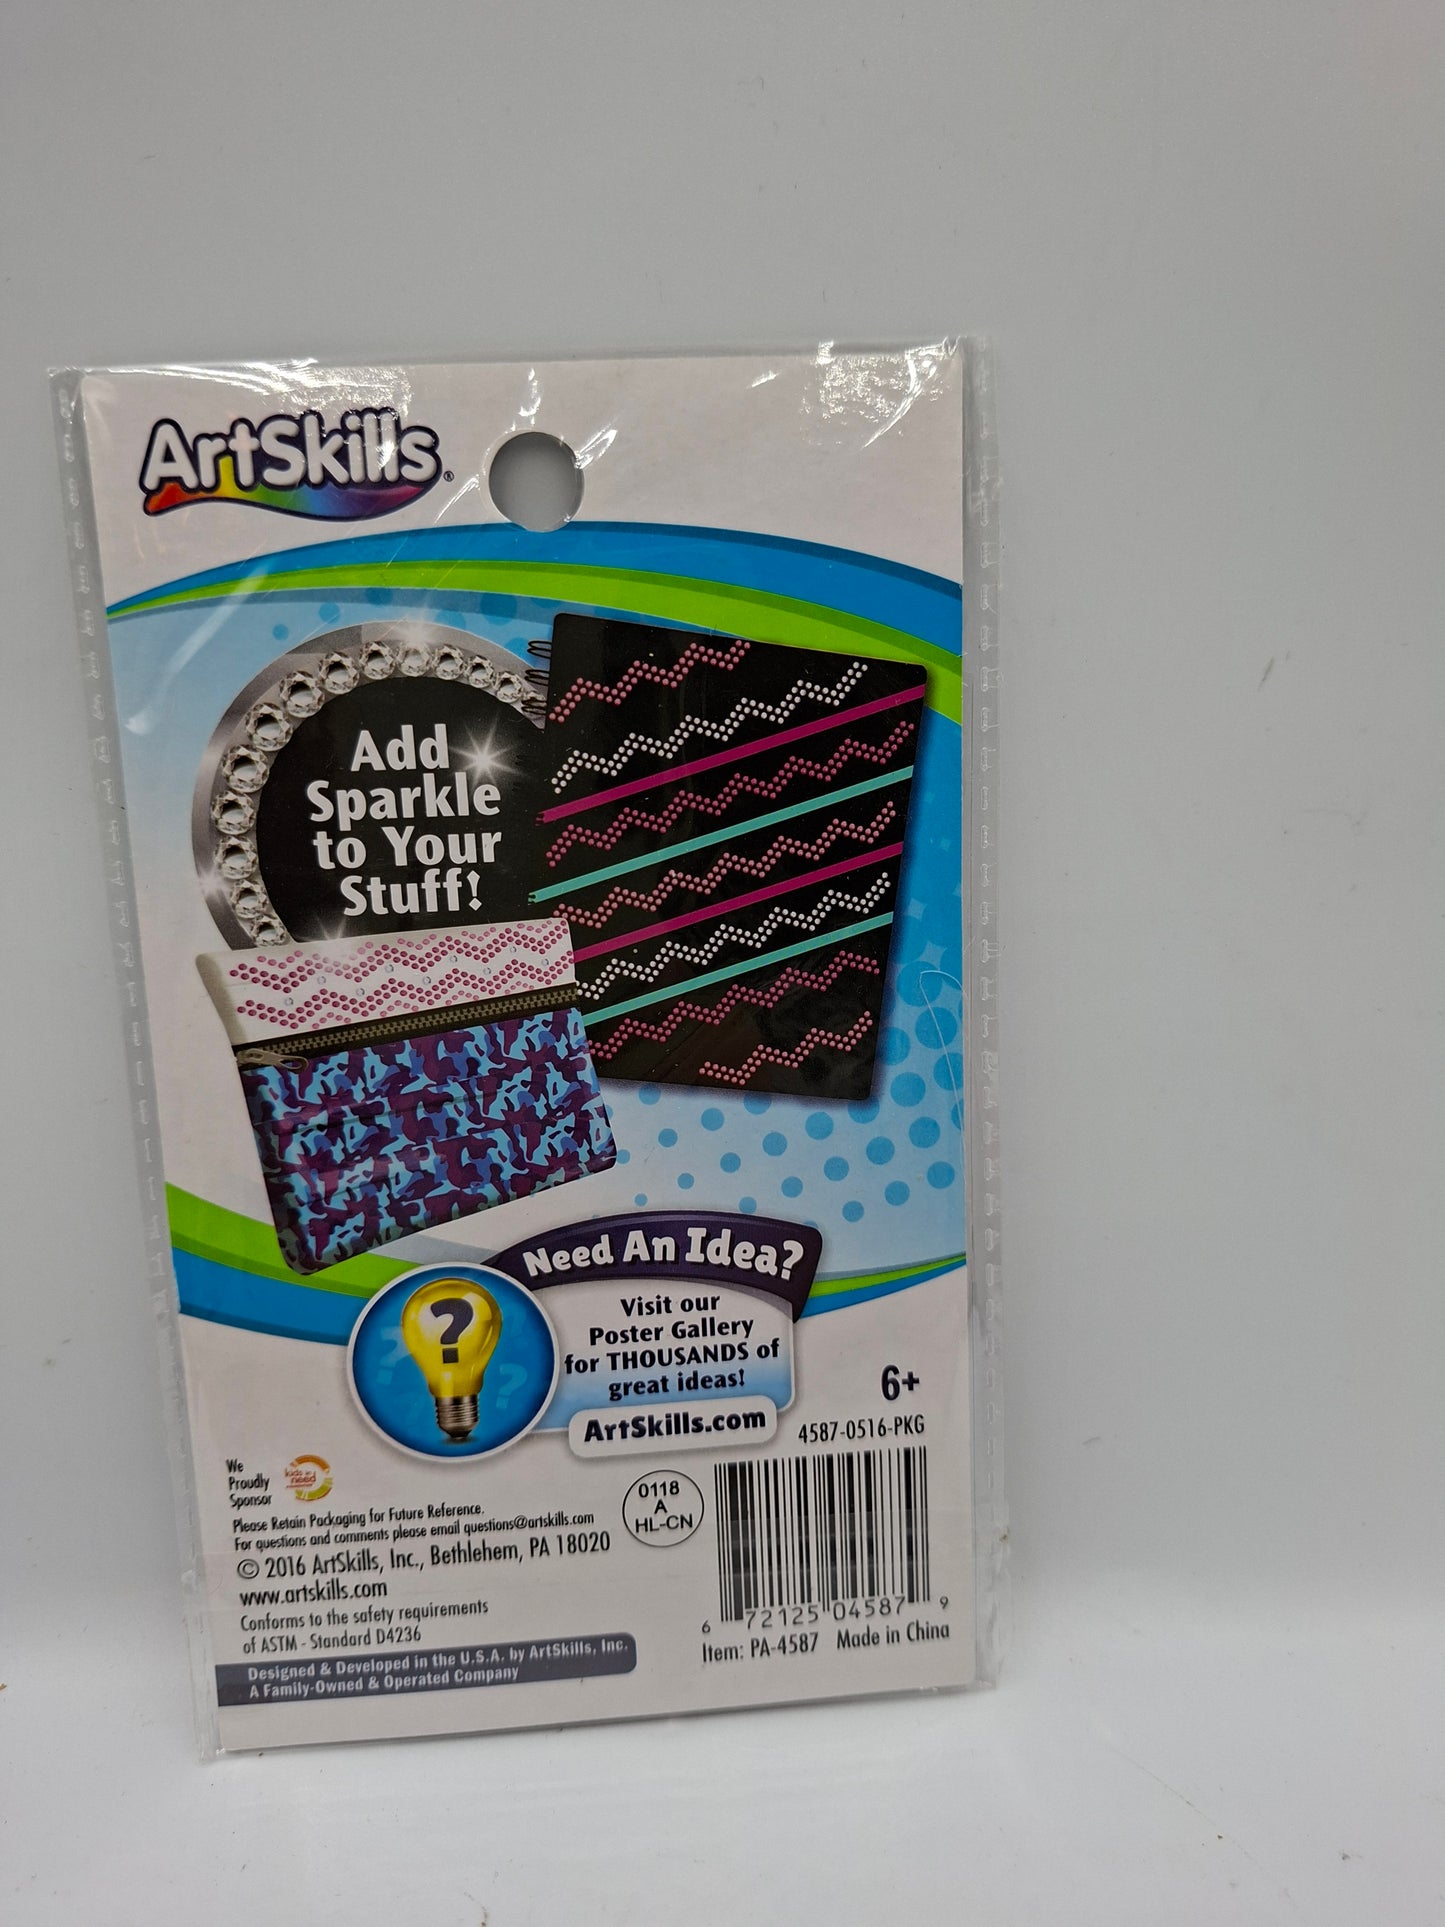 ArtSkills®
Add
Sparkle
to Your
Stuff!
Need An Idea?
Visit our
Poster Gallery
for THOUSANDS of
great ideas!
ArtSkills.com
6+
4587-0516-PKG
We
Proudly
Sponsor
kids in
need
Please Retain Packaging for Future Reference.
For questions and comments please email questions@artskills.com
© 2016 ArtSkills, Inc., Bethlehem, PA 18020
www.artskills.com
Conforms to the safety requirements
of ASTM - Standard D4236
Designed & Developed in the U.S.A. by ArtSkills, Inc.
A Family-Owned & Operated Company
0118
A
HL-CN
6 72125 04587 9
Item: PA-4587 Made in China